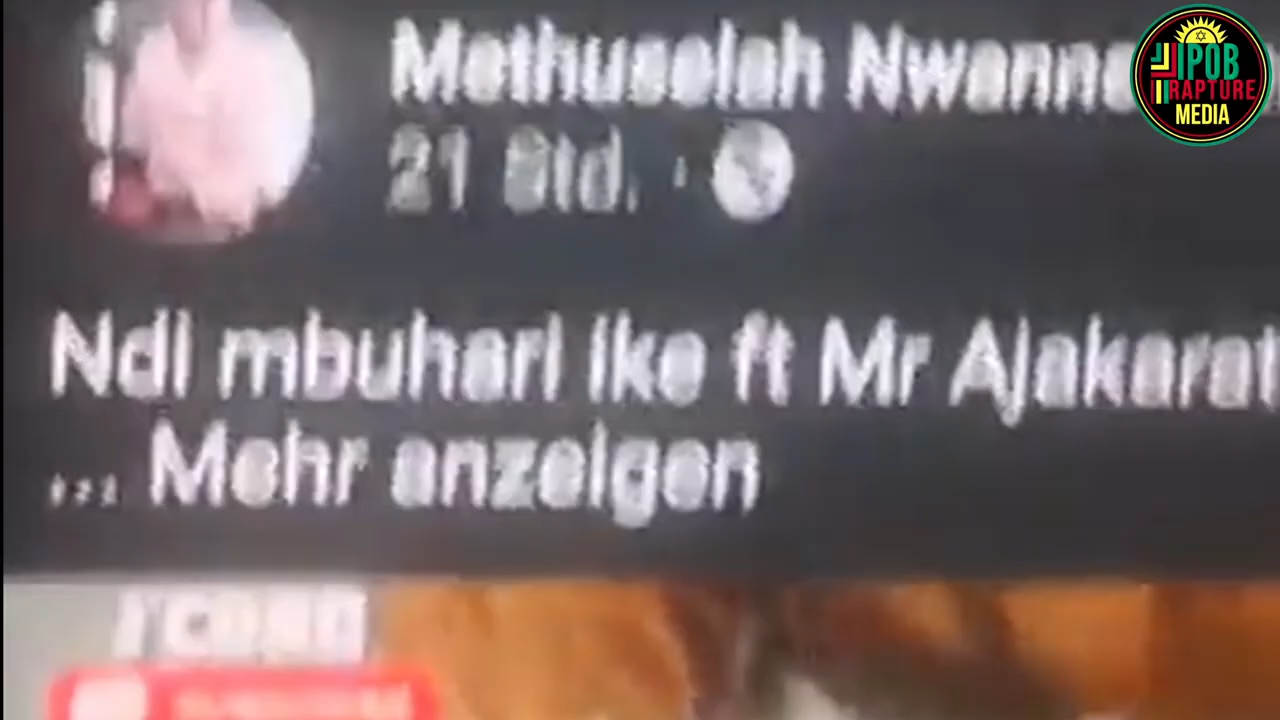 Methuselah Nwanne
IPOB
RAPTURE
MEDIA
21 Std.
Ndi mbuhari Ike ft Mr Ajakarat
... Mehr anzeigen